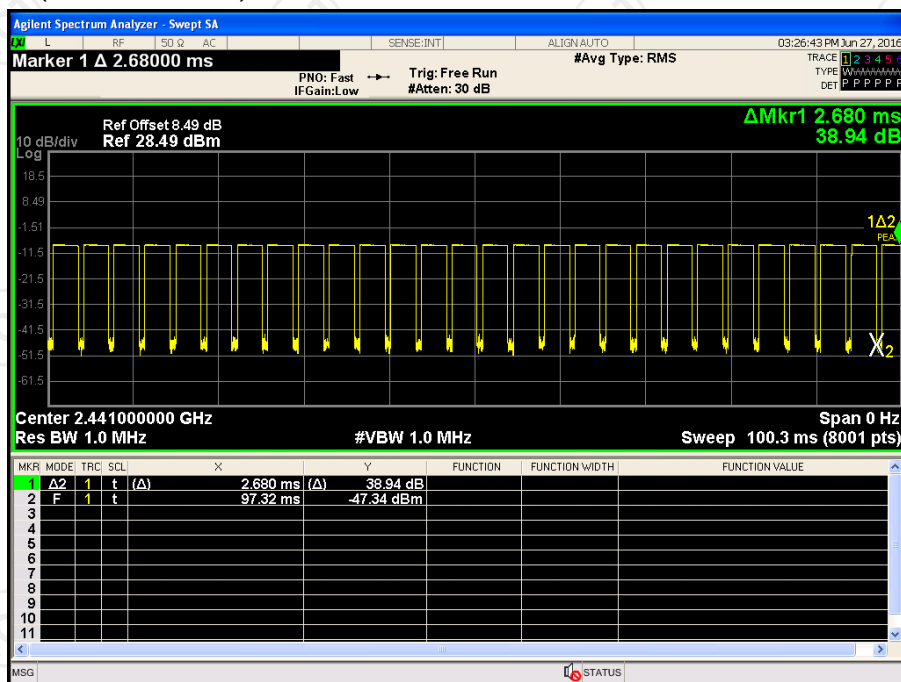 Agilent Spectrum Analyzer - Swept SA
LXI L RF 50 Ω AC SENSE:INT ALIGN AUTO 03:26:43 PM Jun 27, 2016
Marker 1 Δ 2.68000 ms
#Avg Type: RMS
TRACE 1 2 3 4 5 6
PNO: Fast Trig: Free Run
TYPE
IFGain:Low #Atten: 30 dB
DET P P P P P
ΔMkr1 2.680 ms
38.94 dB
Ref Offset 8.49 dB
10 dB/div Ref 28.49 dBm
Log
18.5
8.49
-1.51
1Δ2
PEA
-11.5
-21.5
-31.5
-41.5
-51.5
X2
-61.5
Center 2.441000000 GHz Span 0 Hz
Res BW 1.0 MHz #VBW 1.0 MHz Sweep 100.3 ms (8001 pts)
MKR MODE TRC SCL X Y FUNCTION FUNCTION WIDTH FUNCTION VALUE
1 Δ2 1 t (Δ) 2.680 ms (Δ) 38.94 dB
2 F 1 t 97.32 ms -47.34 dBm
3
4
5
6
7
8
9
10
11
MSG STATUS